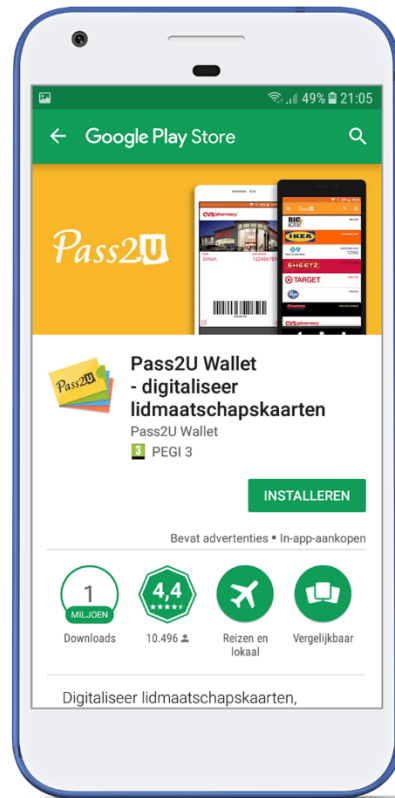 49% 21:05
Google Play Store
Pass2U
CVS/pharmacy
Simon
BIG
IKEA
SHEETZ
TARGET
CVS/pharmacy
Pass2U
Pass2U Wallet
- digitaliseer
lidmaatschapskaarten
Pass2U Wallet
3 PEGI 3
INSTALLEREN
Bevat advertenties • In-app-aankopen
1
MILJOEN
Downloads
4,4
10.496
Reizen en
lokaal
Vergelijkbaar
Digitaliseer lidmaatschapskaarten,